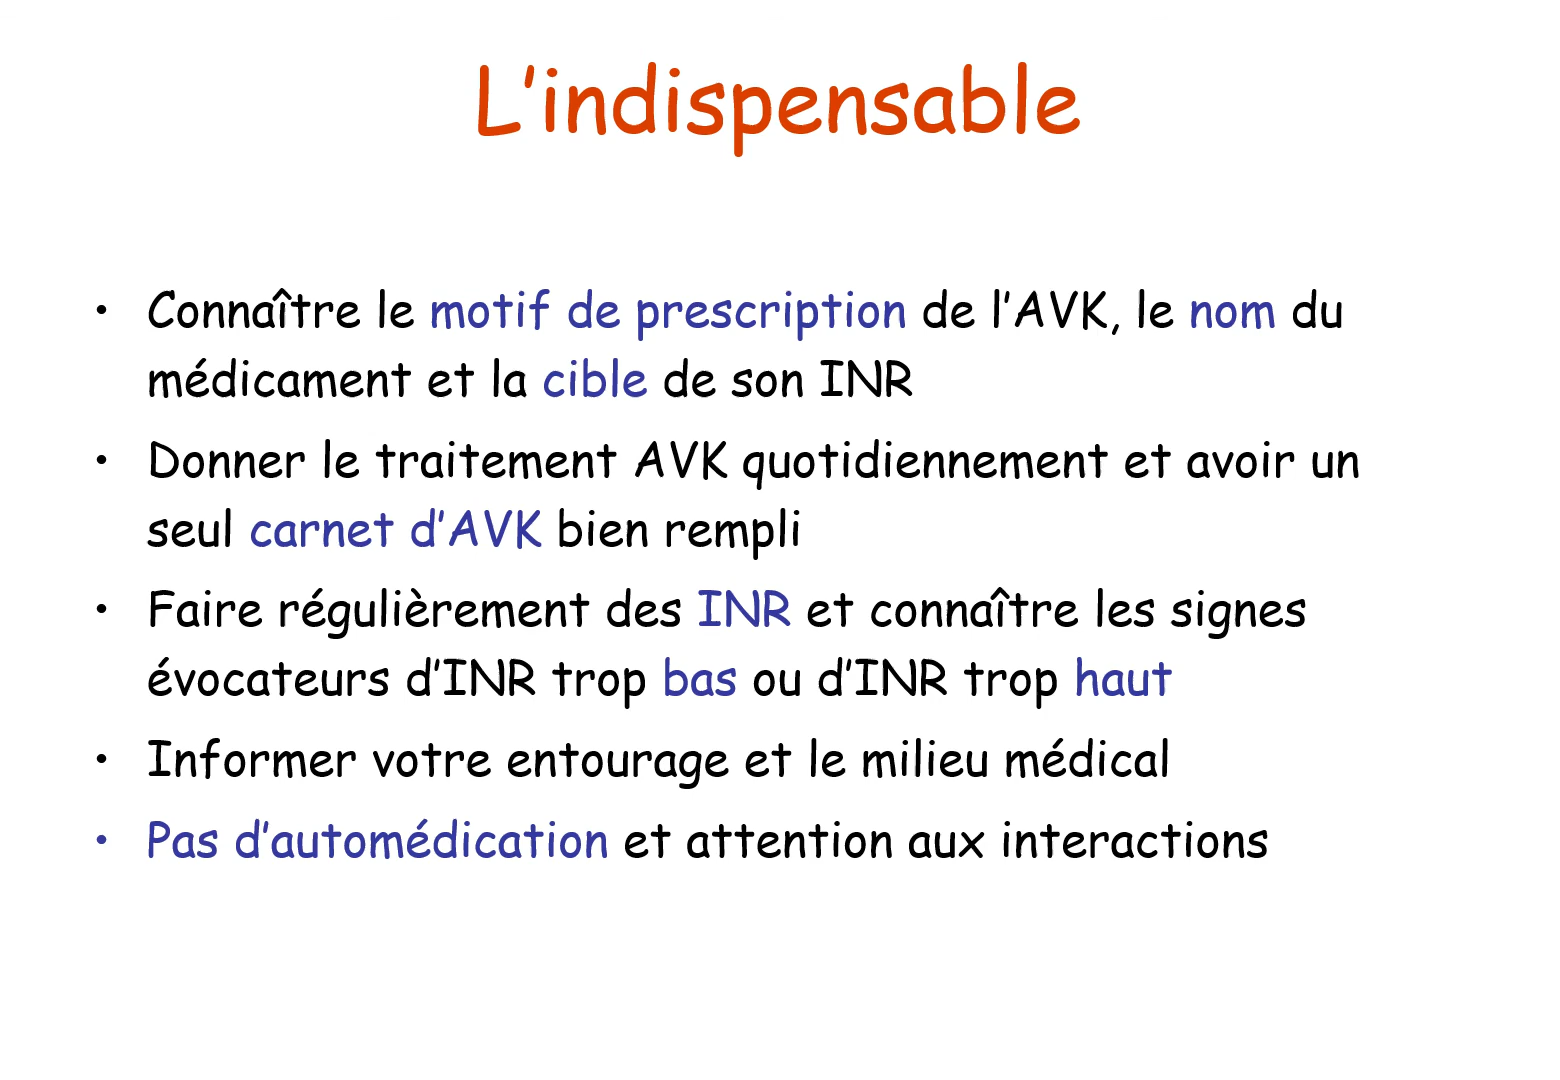 L'indispensable
• Connaître le motif de prescription de l'AVK, le nom du
médicament et la cible de son INR
• Donner le traitement AVK quotidiennement et avoir un
seul carnet d'AVK bien rempli
• Faire régulièrement des INR et connaître les signes
évocateurs d'INR trop bas ou d'INR trop haut
• Informer votre entourage et le milieu médical
• Pas d'automédication et attention aux interactions